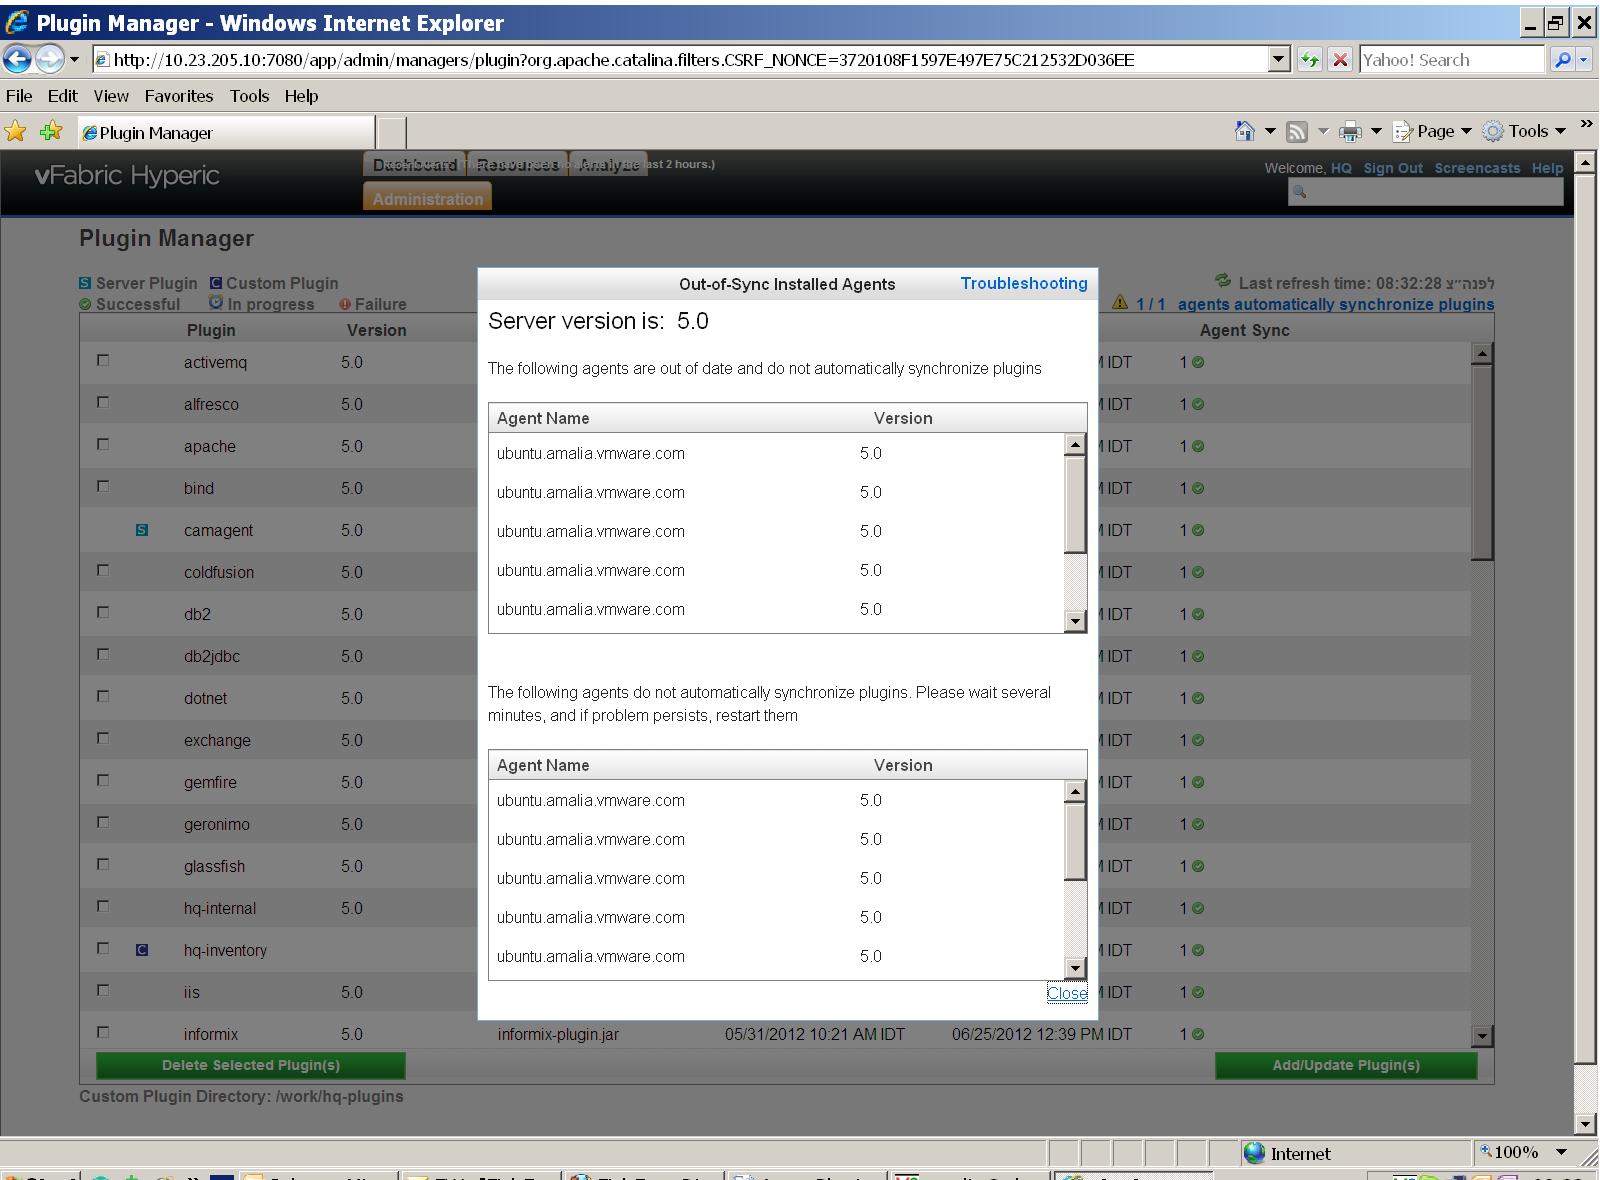 Plugin Manager - Windows Internet Explorer
http://10.23.205.10:7080/app/admin/managers/plugin?org.apache.catalina.filters.CSRF_NONCE=3720108F1597E497E75C212532D036EE
Yahoo! Search
File Edit View Favorites Tools Help
Plugin Manager
Page Tools »
vFabric Hyperic
Dashboard Resources Analyze
last 2 hours.)
Welcome, HQ Sign Out Screencasts Help
Administration
Plugin Manager
S Server Plugin C Custom Plugin
Last refresh time: 08:32:28 לפנה״צ
Successful In progress Failure
1 / 1 agents automatically synchronize plugins
Plugin Version Agent Sync
activemq 5.0 IDT 1
alfresco 5.0 IDT 1
apache 5.0 IDT 1
bind 5.0 IDT 1
S camagent 5.0 IDT 1
coldfusion 5.0 IDT 1
db2 5.0 IDT 1
db2jdbc 5.0 IDT 1
dotnet 5.0 IDT 1
exchange 5.0 IDT 1
gemfire 5.0 IDT 1
geronimo 5.0 IDT 1
glassfish 5.0 IDT 1
hq-internal 5.0 IDT 1
C hq-inventory IDT 1
iis 5.0 IDT 1
informix 5.0 informix-plugin.jar 05/31/2012 10:21 AM IDT 06/25/2012 12:39 PM IDT 1
Out-of-Sync Installed Agents Troubleshooting
Server version is: 5.0
The following agents are out of date and do not automatically synchronize plugins
Agent Name Version
ubuntu.amalia.vmware.com 5.0
ubuntu.amalia.vmware.com 5.0
ubuntu.amalia.vmware.com 5.0
ubuntu.amalia.vmware.com 5.0
ubuntu.amalia.vmware.com 5.0
The following agents do not automatically synchronize plugins. Please wait several
minutes, and if problem persists, restart them
Agent Name Version
ubuntu.amalia.vmware.com 5.0
ubuntu.amalia.vmware.com 5.0
ubuntu.amalia.vmware.com 5.0
ubuntu.amalia.vmware.com 5.0
ubuntu.amalia.vmware.com 5.0
Close
Delete Selected Plugin(s) Add/Update Plugin(s)
Custom Plugin Directory: /work/hq-plugins
Internet 100%